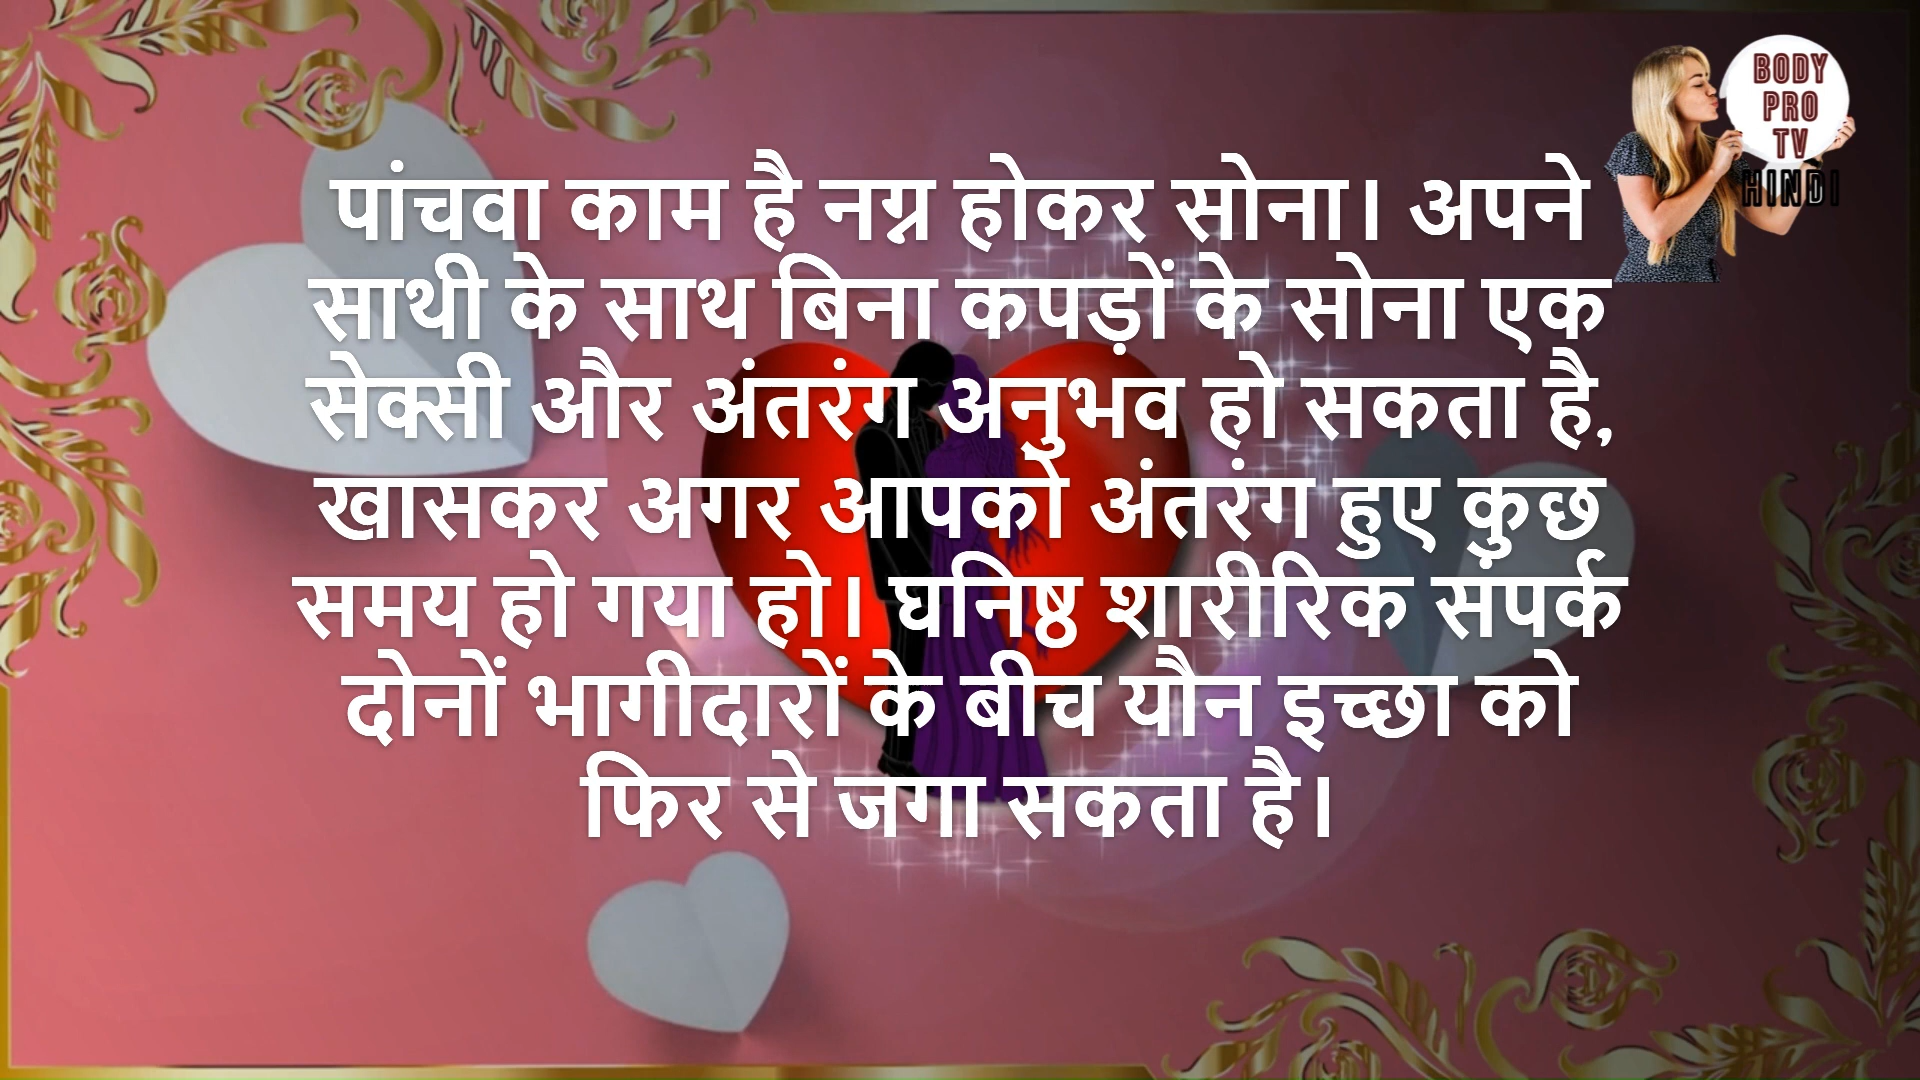 BODY
PRO
TV
HINDI
पांचवा काम है नग्न होकर सोना। अपने
साथी के साथ बिना कपड़ों के सोना एक
सेक्सी और अंतरंग अनुभव हो सकता है,
खासकर अगर आपको अंतरंग हुए कुछ
समय हो गया हो। घनिष्ठ शारीरिक संपर्क
दोनों भागीदारों के बीच यौन इच्छा को
फिर से जगा सकता है।